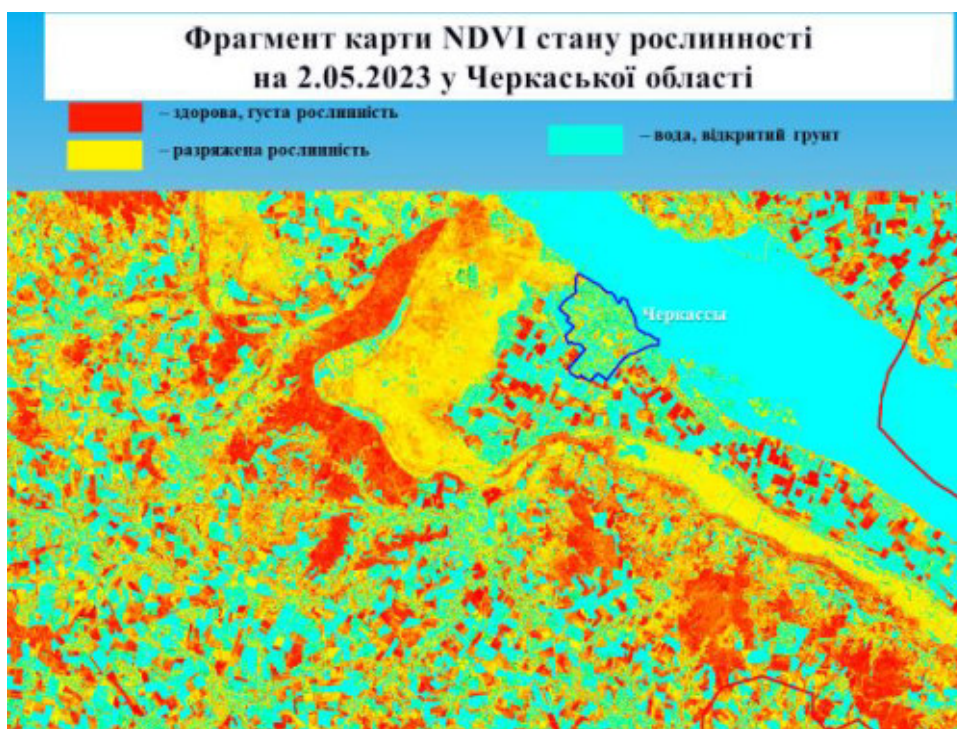 Фрагмент карти NDVI стану рослинності
на 2.05.2023 у Черкаської області
– здорова, густа рослинність
– разряжена рослинність
– вода, відкритий грунт
Черкассы